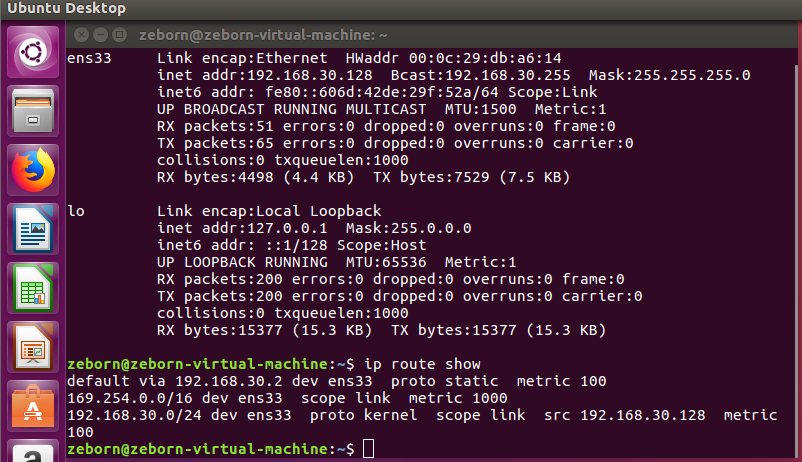 Ubuntu Desktop
zeborn@zeborn-virtual-machine: ~
ens33 Link encap:Ethernet HWaddr 00:0c:29:db:a6:14
inet addr:192.168.30.128 Bcast:192.168.30.255 Mask:255.255.255.0
inet6 addr: fe80::606d:42de:29f:52a/64 Scope:Link
UP BROADCAST RUNNING MULTICAST MTU:1500 Metric:1
RX packets:51 errors:0 dropped:0 overruns:0 frame:0
TX packets:65 errors:0 dropped:0 overruns:0 carrier:0
collisions:0 txqueuelen:1000
RX bytes:4498 (4.4 KB) TX bytes:7529 (7.5 KB)
lo Link encap:Local Loopback
inet addr:127.0.0.1 Mask:255.0.0.0
inet6 addr: ::1/128 Scope:Host
UP LOOPBACK RUNNING MTU:65536 Metric:1
RX packets:200 errors:0 dropped:0 overruns:0 frame:0
TX packets:200 errors:0 dropped:0 overruns:0 carrier:0
collisions:0 txqueuelen:1000
RX bytes:15377 (15.3 KB) TX bytes:15377 (15.3 KB)
zeborn@zeborn-virtual-machine:~$ ip route show
default via 192.168.30.2 dev ens33 proto static metric 100
169.254.0.0/16 dev ens33 scope link metric 1000
192.168.30.0/24 dev ens33 proto kernel scope link src 192.168.30.128 metric
100
zeborn@zeborn-virtual-machine:~$